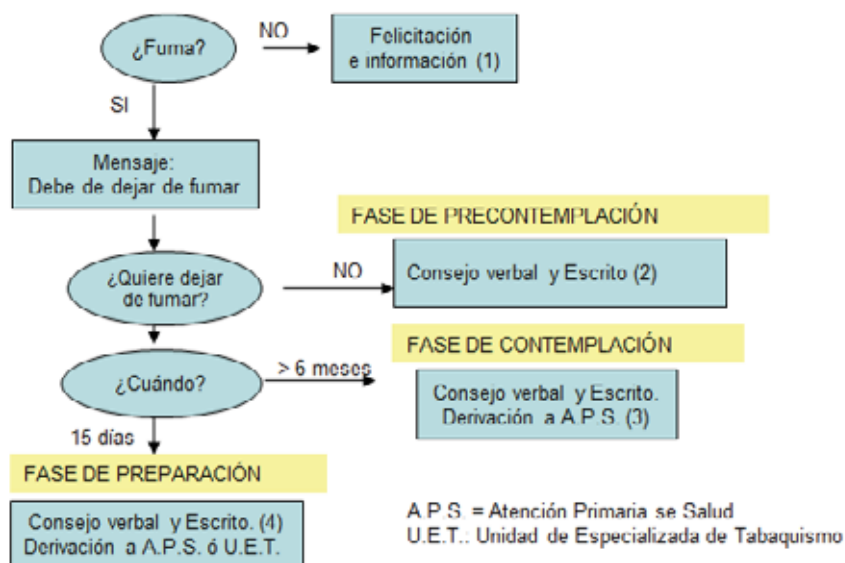 ¿Fuma?
NO
Felicitación
e información (1)
SI
Mensaje:
Debe de dejar de fumar
FASE DE PRECONTEMPLACIÓN
¿Quiere dejar
de fumar?
NO
Consejo verbal y Escrito (2)
FASE DE CONTEMPLACIÓN
¿Cuándo?
> 6 meses
Consejo verbal y Escrito.
Derivación a A.P.S. (3)
15 días
FASE DE PREPARACIÓN
Consejo verbal y Escrito. (4)
Derivación a A.P.S. ó U.E.T.
A.P.S. = Atención Primaria se Salud
U.E.T.: Unidad de Especializada de Tabaquismo